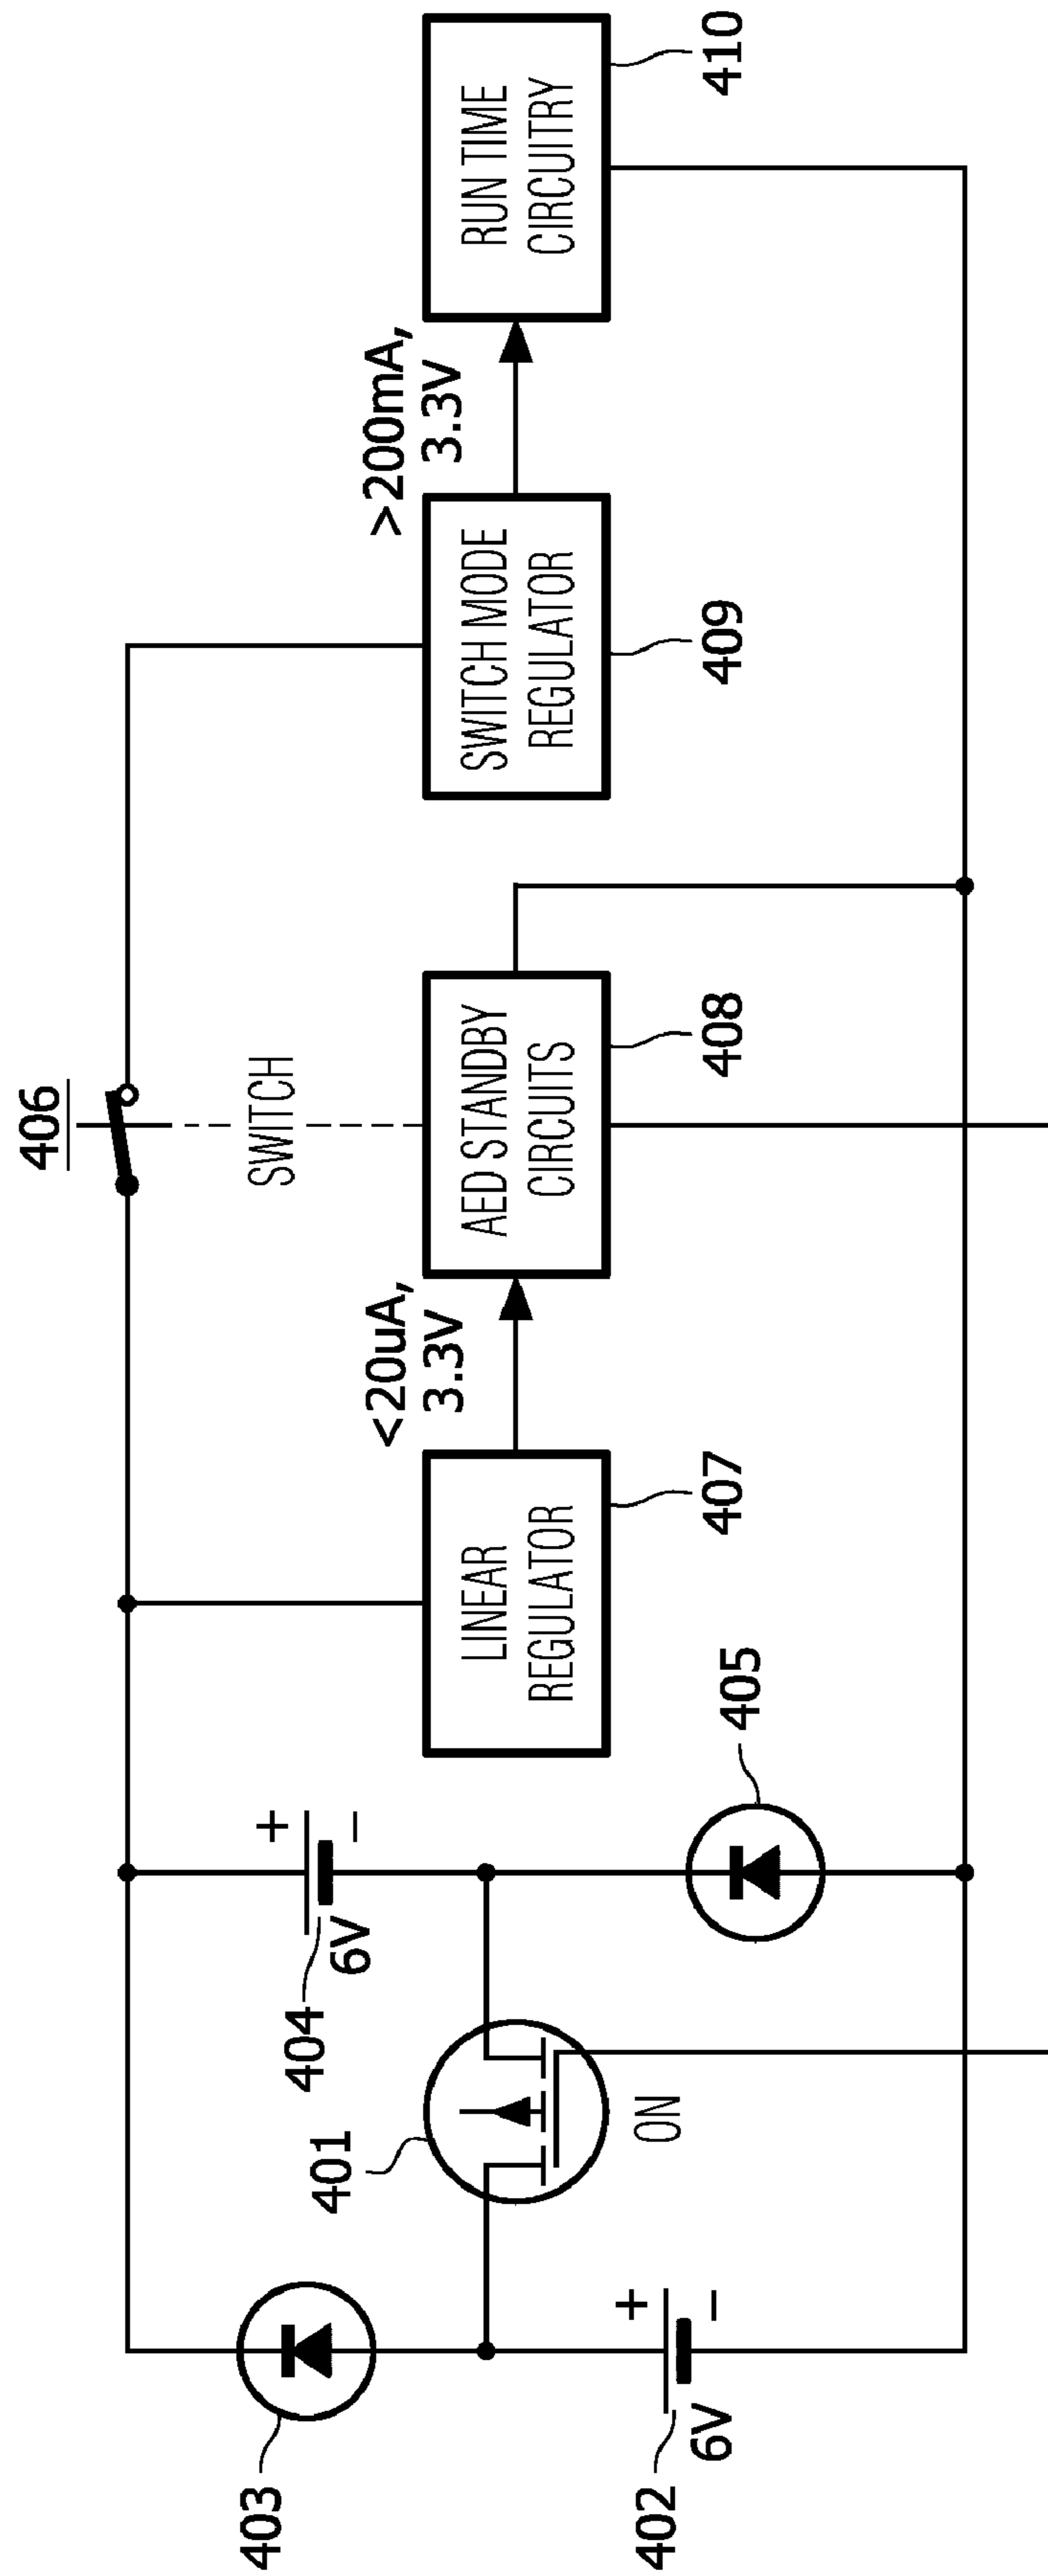 406
SWITCH
403
401
404
6V
+
−
402
6V
+
−
ON
405
LINEAR
REGULATOR
407
<20uA,
3.3V
AED STANDBY
CIRCUITS
408
SWITCH MODE
REGULATOR
409
>200mA,
3.3V
RUN TIME
CIRCUITRY
410